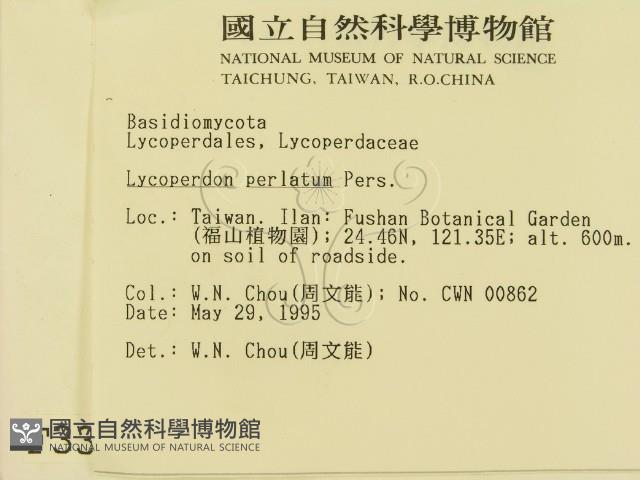 國立自然科學博物館
NATIONAL MUSEUM OF NATURAL SCIENCE
TAICHUNG, TAIWAN, R.O.CHINA
Basidiomycota
Lycoperdales, Lycoperdaceae
Lycoperdon perlatum Pers.
Loc.: Taiwan. Ilan: Fushan Botanical Garden
(福山植物園); 24.46N, 121.35E; alt. 600m.
on soil of roadside.
Col.: W.N. Chou(周文能); No. CWN 00862
Date: May 29, 1995
Det.: W.N. Chou(周文能)
國立自然科學博物館
NATIONAL MUSEUM OF NATURAL SCIENCE